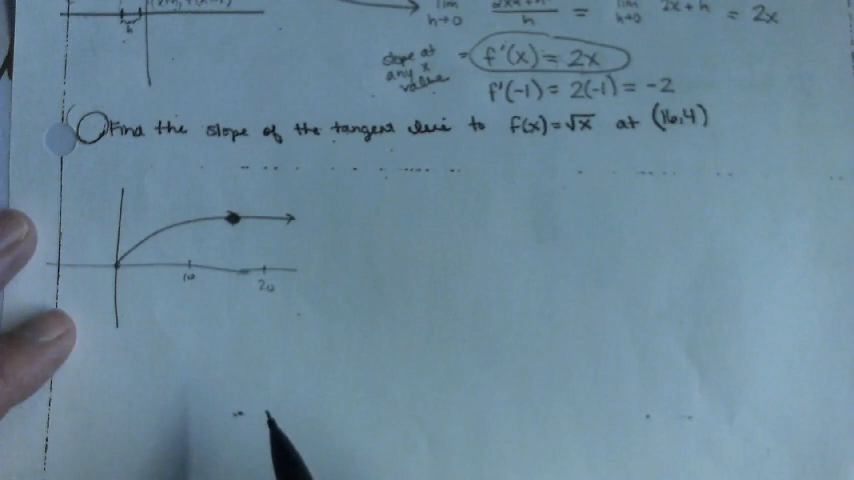 lim
h→0
h
=
lim
h→0
2x+h
= 2x
slope at
any x
value
= f'(x) = 2x
f'(-1) = 2(-1) = -2
Find the slope of the tangent line to f(x)=√x at (16,4)
10
20
h